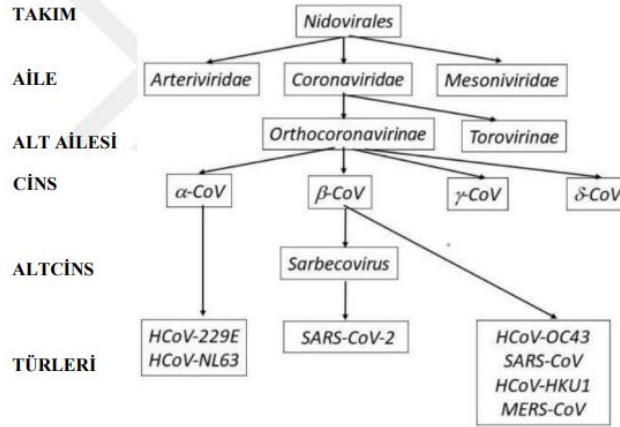 TAKIM
Nidovirales
AİLE
Arteriviridae
Coronaviridae
Mesoniviridae
ALT AİLESİ
Orthocoronavirinae
Torovirinae
CİNS
α-CoV
β-CoV
γ-CoV
δ-CoV
ALTCİNS
Sarbecovirus
TÜRLERİ
HCoV-229E
HCoV-NL63
SARS-CoV-2
HCoV-OC43
SARS-CoV
HCoV-HKU1
MERS-CoV